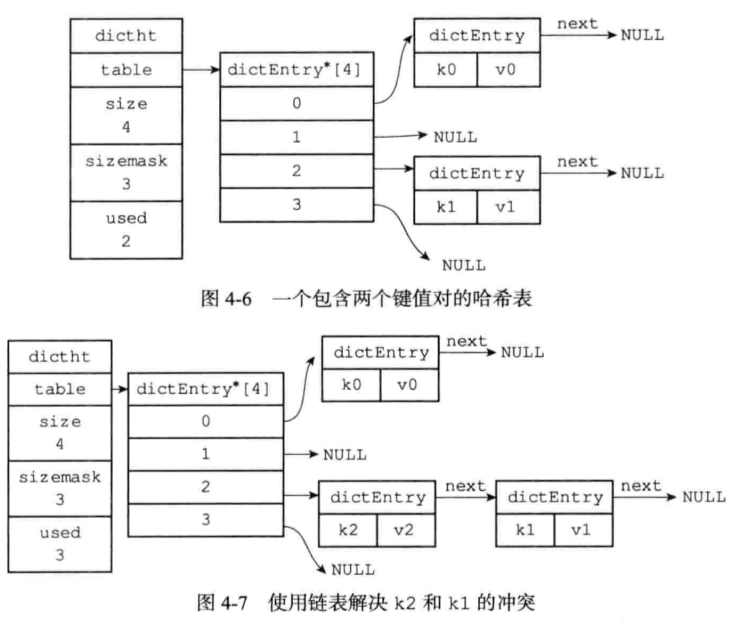 dictht
table
size
4
sizemask
3
used
2
dictEntry*[4]
0
1
2
3
dictEntry
k0 v0
next
NULL
NULL
dictEntry
k1 v1
next
NULL
NULL
图 4-6 一个包含两个键值对的哈希表
dictht
table
size
4
sizemask
3
used
3
dictEntry*[4]
0
1
2
3
dictEntry
k0 v0
next
NULL
NULL
dictEntry
k2 v2
next
dictEntry
k1 v1
next
NULL
NULL
图 4-7 使用链表解决 k2 和 k1 的冲突